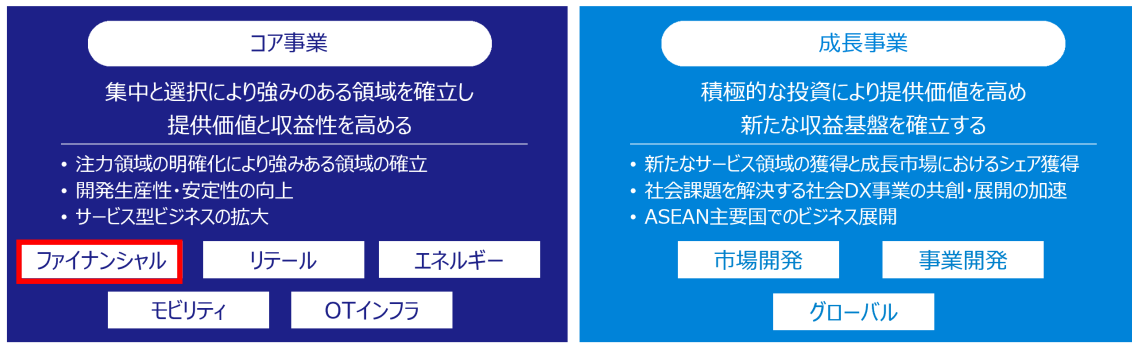 コア事業
集中と選択により強みのある領域を確立し
提供価値と収益性を高める
• 注力領域の明確化により強みある領域の確立
• 開発生産性・安定性の向上
• サービス型ビジネスの拡大
ファイナンシャル
リテール
エネルギー
モビリティ
OTインフラ
成長事業
積極的な投資により提供価値を高め
新たな収益基盤を確立する
• 新たなサービス領域の獲得と成長市場におけるシェア獲得
• 社会課題を解決する社会DX事業の共創・展開の加速
• ASEAN主要国でのビジネス展開
市場開発
事業開発
グローバル